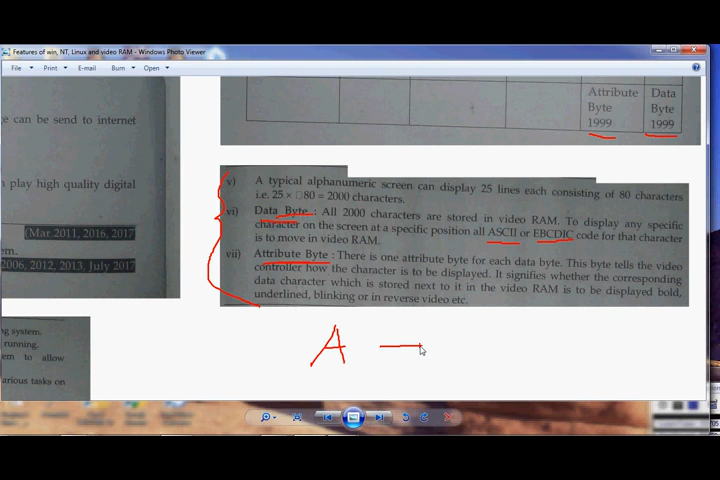 Features of win, NT, Linux and video RAM - Windows Photo Viewer
File Print E-mail Burn Open
e can be send to internet
n play high quality digital
(Mar 2011, 2016, 2017
em.
2006, 2012, 2013, July 2017
ng system.
running.
em to allow
various tasks on
Attribute Data
Byte Byte
1999 1999
v) A typical alphanumeric screen can display 25 lines each consisting of 80 characters
i.e. 25 × □80 = 2000 characters.
vi) Data Byte : All 2000 characters are stored in video RAM. To display any specific
character on the screen at a specific position all ASCII or EBCDIC code for that character
is to move in video RAM.
vii) Attribute Byte : There is one attribute byte for each data byte. This byte tells the video
controller how the character is to be displayed. It signifies whether the corresponding
data character which is stored next to it in the video RAM is to be displayed bold,
underlined, blinking or in reverse video etc.
A —